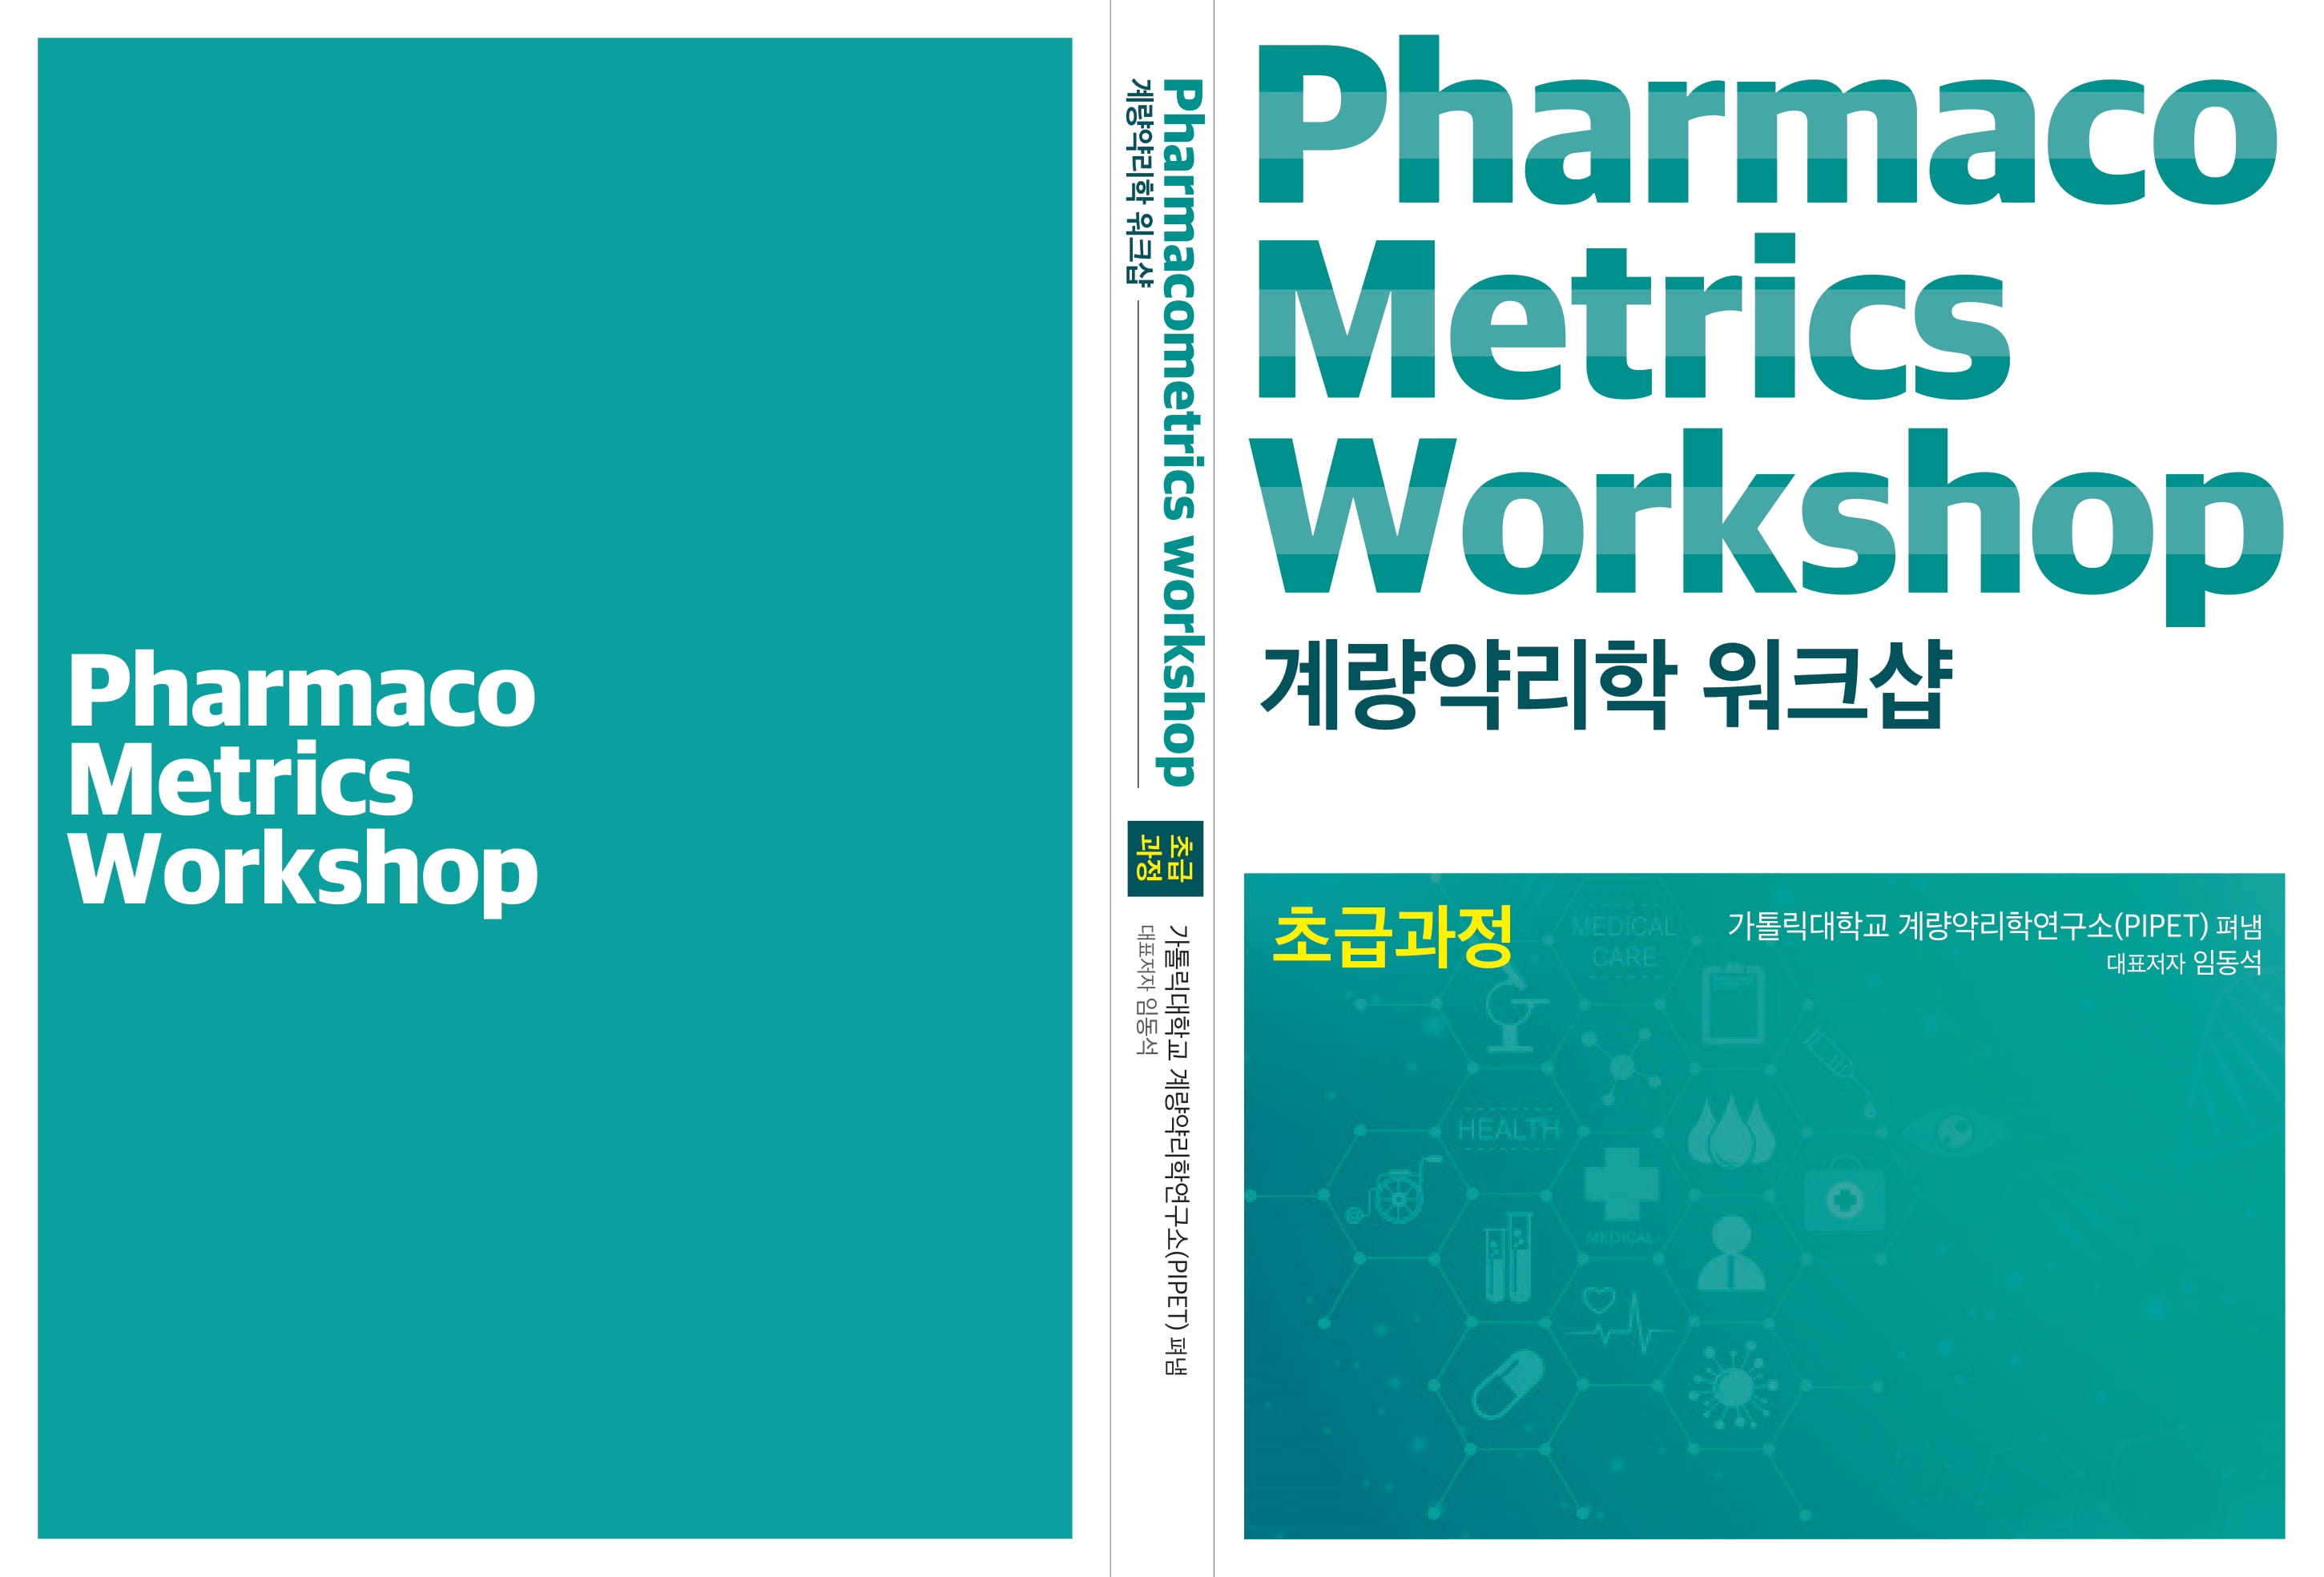 Pharmaco
Metrics
Workshop
Pharmacometrics workshop
계량약리학 워크샵
초급
과정
가톨릭대학교 계량약리학연구소(PIPET) 펴냄
대표저자 임동석
Pharmaco
Metrics
Workshop
계량약리학 워크샵
초급과정
가톨릭대학교 계량약리학연구소(PIPET) 펴냄
대표저자 임동석
MEDICAL
CARE
HEALTH
MEDICAL